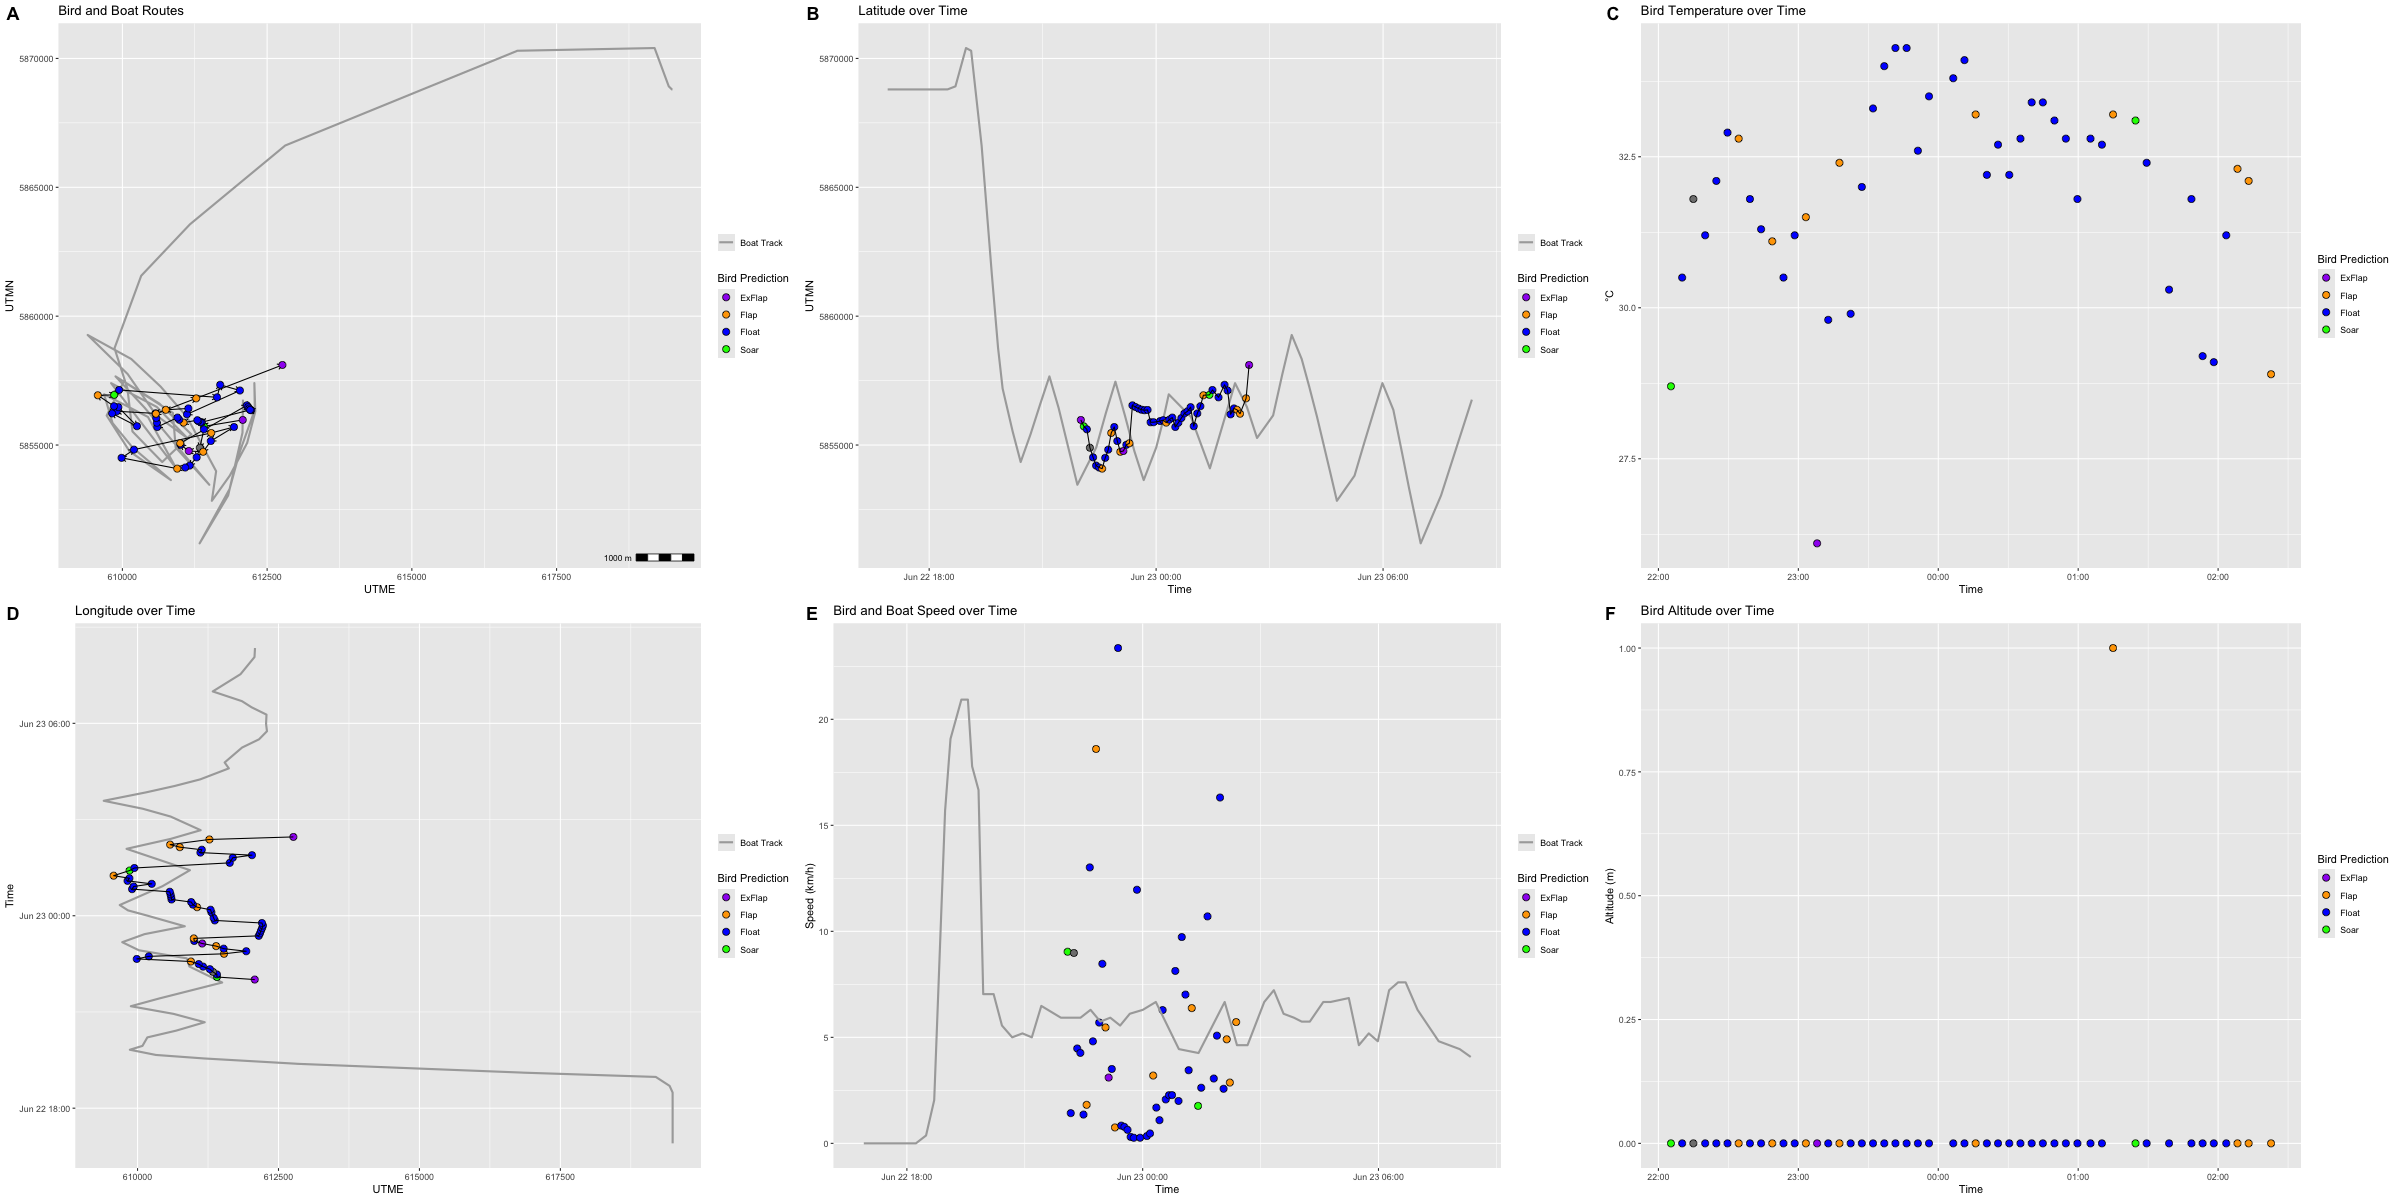 A Bird and Boat Routes
5870000
5865000
5860000
5855000
UTMN
610000 612500 615000 617500
UTME
1000 m
Boat Track
Bird Prediction
ExFlap
Flap
Float
Soar
B Latitude over Time
5870000
5865000
5860000
5855000
UTMN
Jun 22 18:00 Jun 23 00:00 Jun 23 06:00
Time
Boat Track
Bird Prediction
ExFlap
Flap
Float
Soar
C Bird Temperature over Time
32.5
30.0
27.5
°C
22:00 23:00 00:00 01:00 02:00
Time
Bird Prediction
ExFlap
Flap
Float
Soar
D Longitude over Time
Jun 23 06:00
Jun 23 00:00
Jun 22 18:00
Time
610000 612500 615000 617500
UTME
Boat Track
Bird Prediction
ExFlap
Flap
Float
Soar
E Bird and Boat Speed over Time
20
15
10
5
0
Speed (km/h)
Jun 22 18:00 Jun 23 00:00 Jun 23 06:00
Time
Boat Track
Bird Prediction
ExFlap
Flap
Float
Soar
F Bird Altitude over Time
1.00
0.75
0.50
0.25
0.00
Altitude (m)
22:00 23:00 00:00 01:00 02:00
Time
Bird Prediction
ExFlap
Flap
Float
Soar